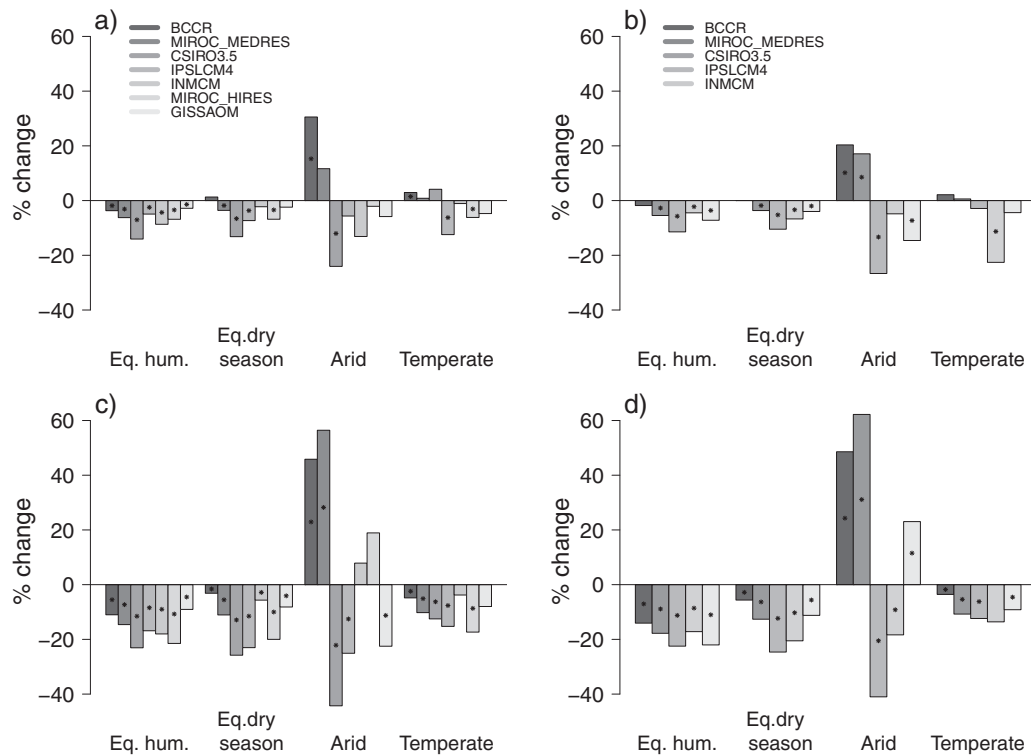 a)
60
40
20
0
−20
−40
% change
BCCR
MIROC_MEDRES
CSIRO3.5
IPSLCM4
INMCM
MIROC_HIRES
GISSAOM
Eq. hum.
Eq.dry
season
Arid
Temperate
b)
60
40
20
0
−20
−40
% change
BCCR
MIROC_MEDRES
CSIRO3.5
IPSLCM4
INMCM
Eq. hum.
Eq.dry
season
Arid
Temperate
c)
60
40
20
0
−20
−40
% change
Eq. hum.
Eq.dry
season
Arid
Temperate
d)
60
40
20
0
−20
−40
% change
Eq. hum.
Eq.dry
season
Arid
Temperate